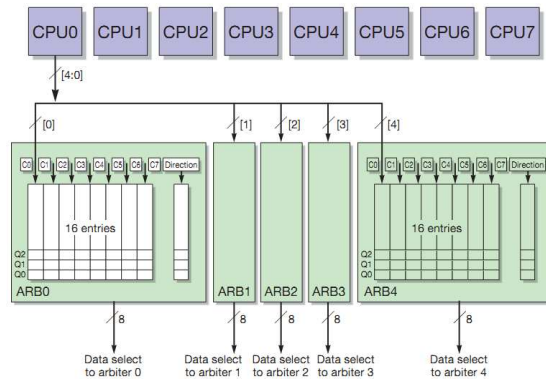 CPU0 CPU1 CPU2 CPU3 CPU4 CPU5 CPU6 CPU7
[4:0]
[0] [1] [2] [3] [4]
C0 C1 C2 C3 C4 C5 C6 C7 Direction
C0 C1 C2 C3 C4 C5 C6 C7 Direction
16 entries
16 entries
Q2
Q1
Q0
Q2
Q1
Q0
ARB0 ARB1 ARB2 ARB3 ARB4
8 8 8 8 8
Data select
to arbiter 0
Data select
to arbiter 1
Data select
to arbiter 2
Data select
to arbiter 3
Data select
to arbiter 4